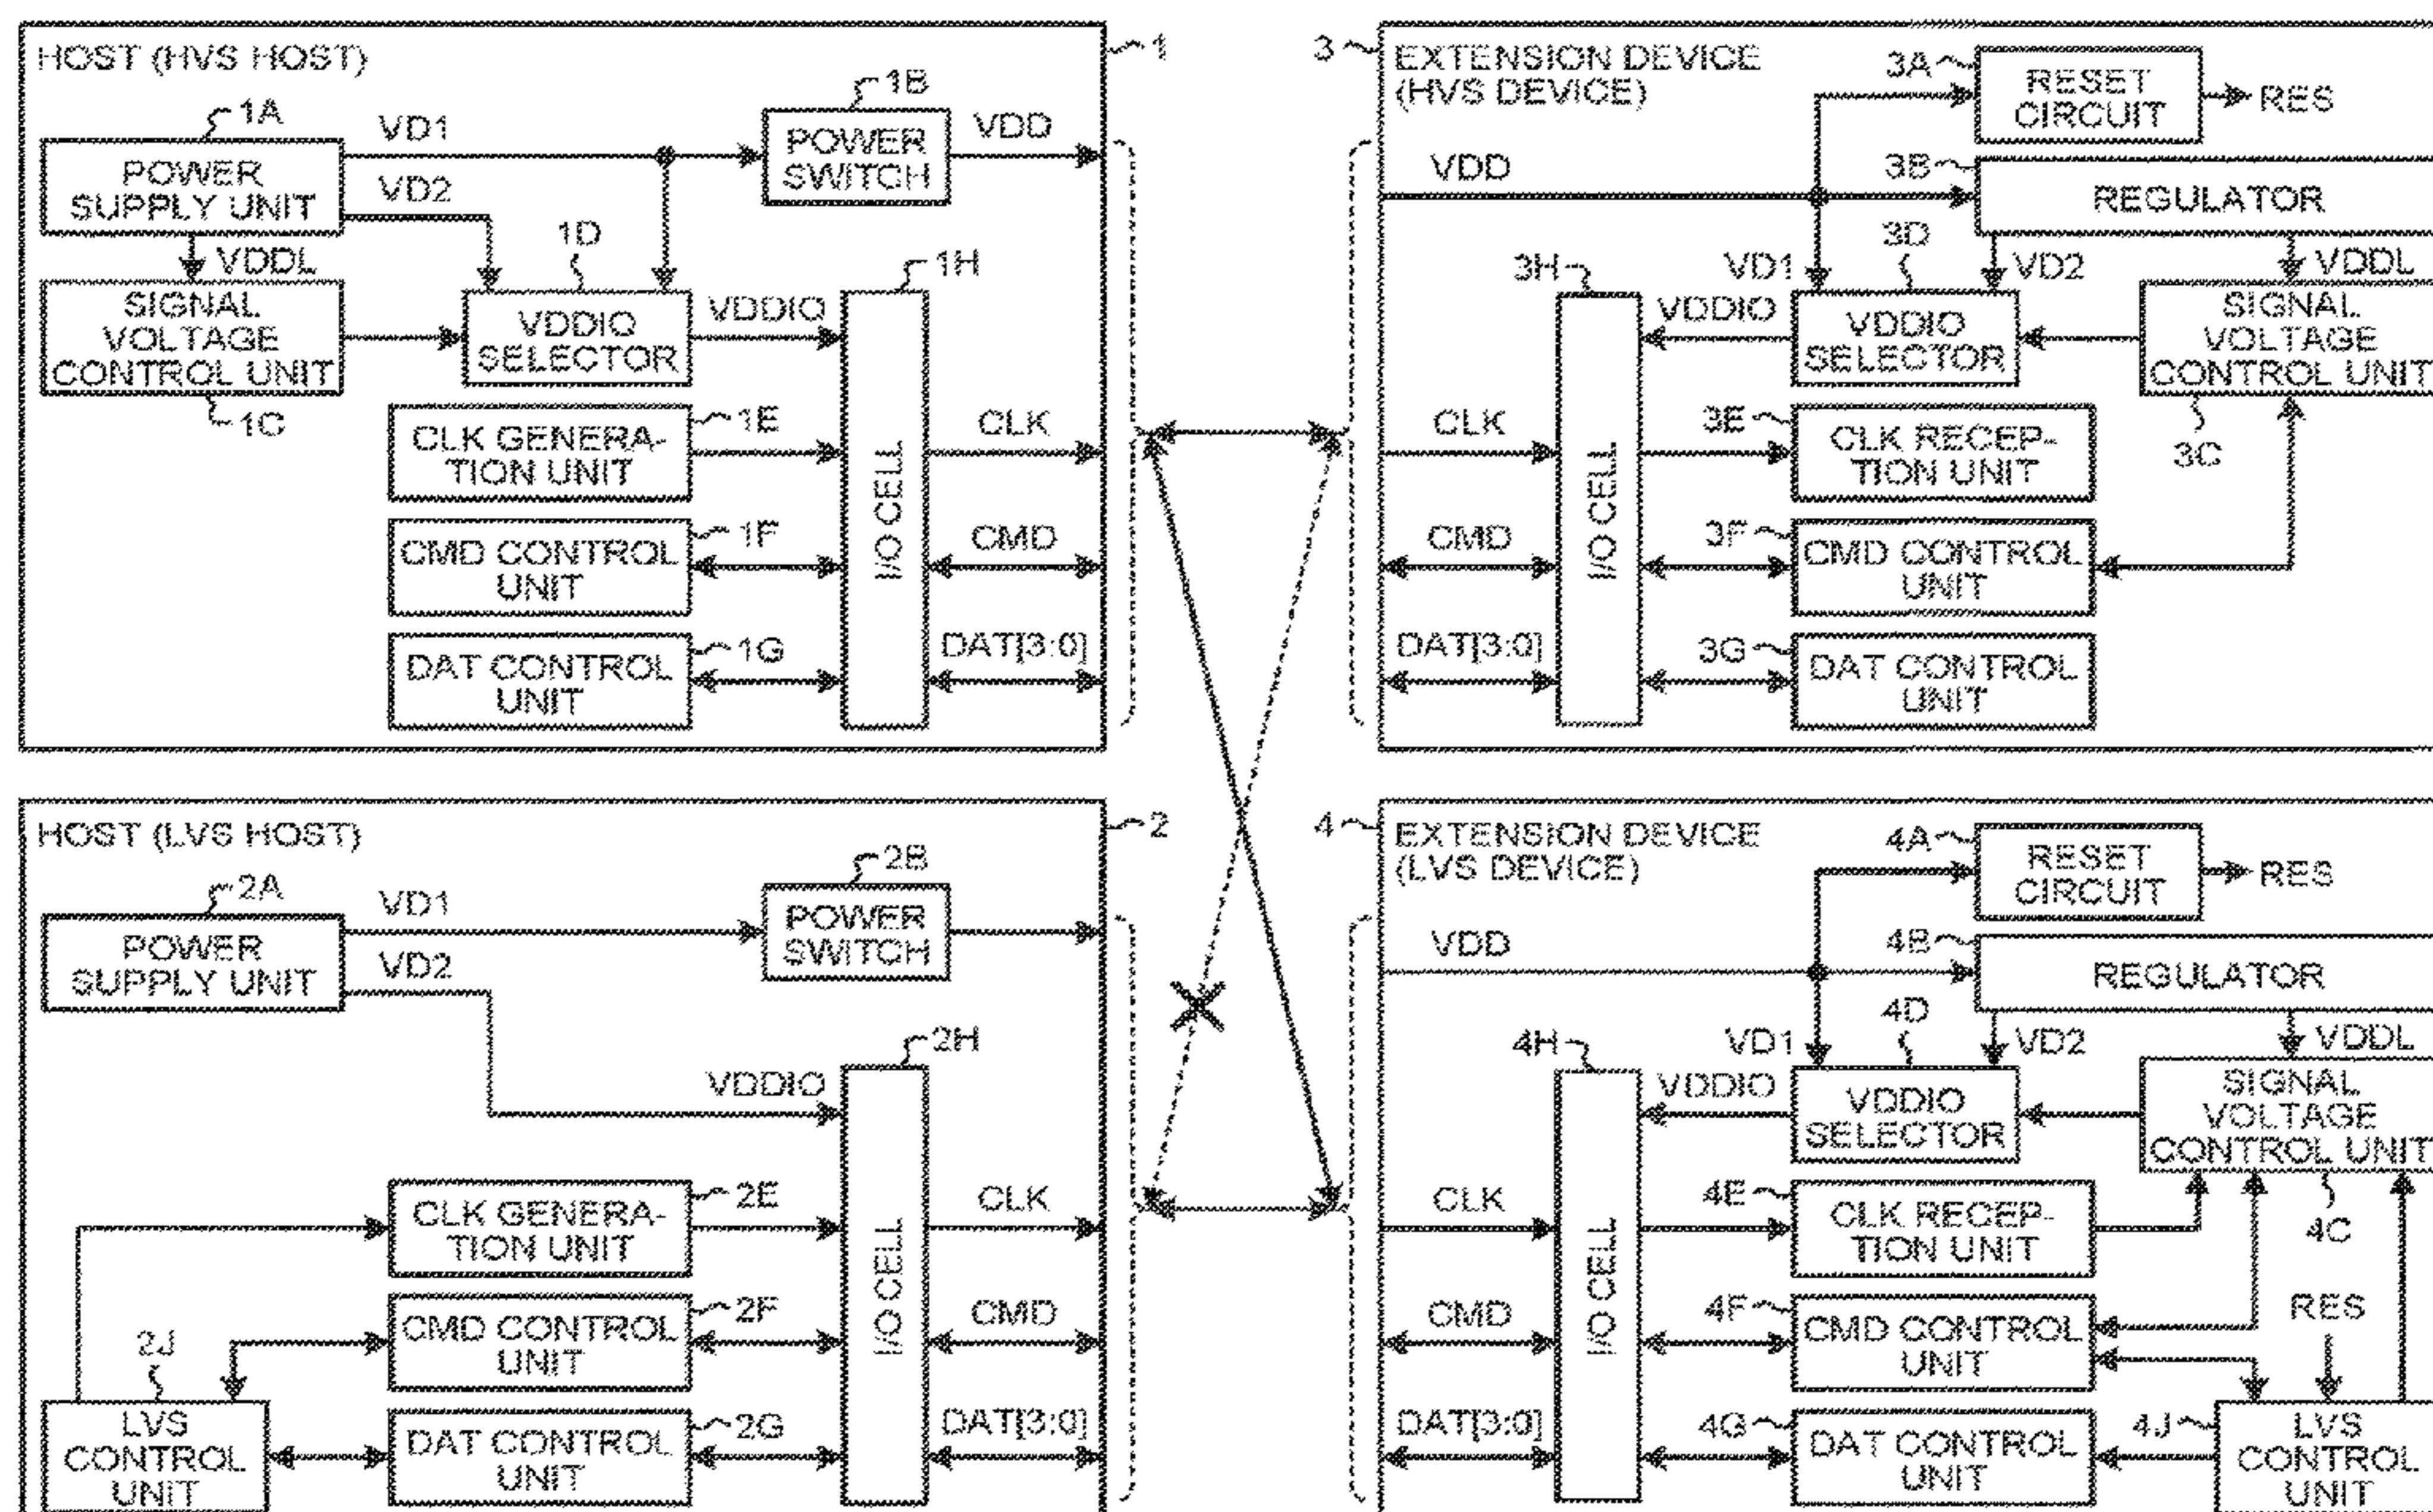 HOST (HVS HOST)
1
1A
POWER
SUPPLY UNIT
VD1
VD2
1B
POWER
SWITCH
VDD
VDDL
SIGNAL
VOLTAGE
CONTROL UNIT
1C
1D
VDDIO
SELECTOR
VDDIO
1H
I/O CELL
CLK GENERA-
TION UNIT
1E
CLK
CMD CONTROL
UNIT
1F
CMD
DAT CONTROL
UNIT
1G
DAT[3:0]
3
EXTENSION DEVICE
(HVS DEVICE)
3A
RESET
CIRCUIT
RES
VDD
3B
REGULATOR
3D
VD1
VD2
VDDL
3H
VDDIO
VDDIO
SELECTOR
SIGNAL
VOLTAGE
CONTROL UNIT
3C
CLK
I/O CELL
3E
CLK RECEP-
TION UNIT
CMD
3F
CMD CONTROL
UNIT
DAT[3:0]
3G
DAT CONTROL
UNIT
HOST (LVS HOST)
2
2A
POWER
SUPPLY UNIT
VD1
VD2
2B
POWER
SWITCH
2H
VDDIO
I/O CELL
CLK GENERA-
TION UNIT
2E
CLK
CMD CONTROL
UNIT
2F
CMD
2J
LVS
CONTROL
UNIT
DAT CONTROL
UNIT
2G
DAT[3:0]
4
EXTENSION DEVICE
(LVS DEVICE)
4A
RESET
CIRCUIT
RES
VDD
4B
REGULATOR
4D
VD1
VD2
VDDL
4H
VDDIO
VDDIO
SELECTOR
SIGNAL
VOLTAGE
CONTROL UNIT
4C
CLK
I/O CELL
4E
CLK RECEP-
TION UNIT
CMD
4F
CMD CONTROL
UNIT
RES
DAT[3:0]
4G
DAT CONTROL
UNIT
4J
LVS
CONTROL
UNIT